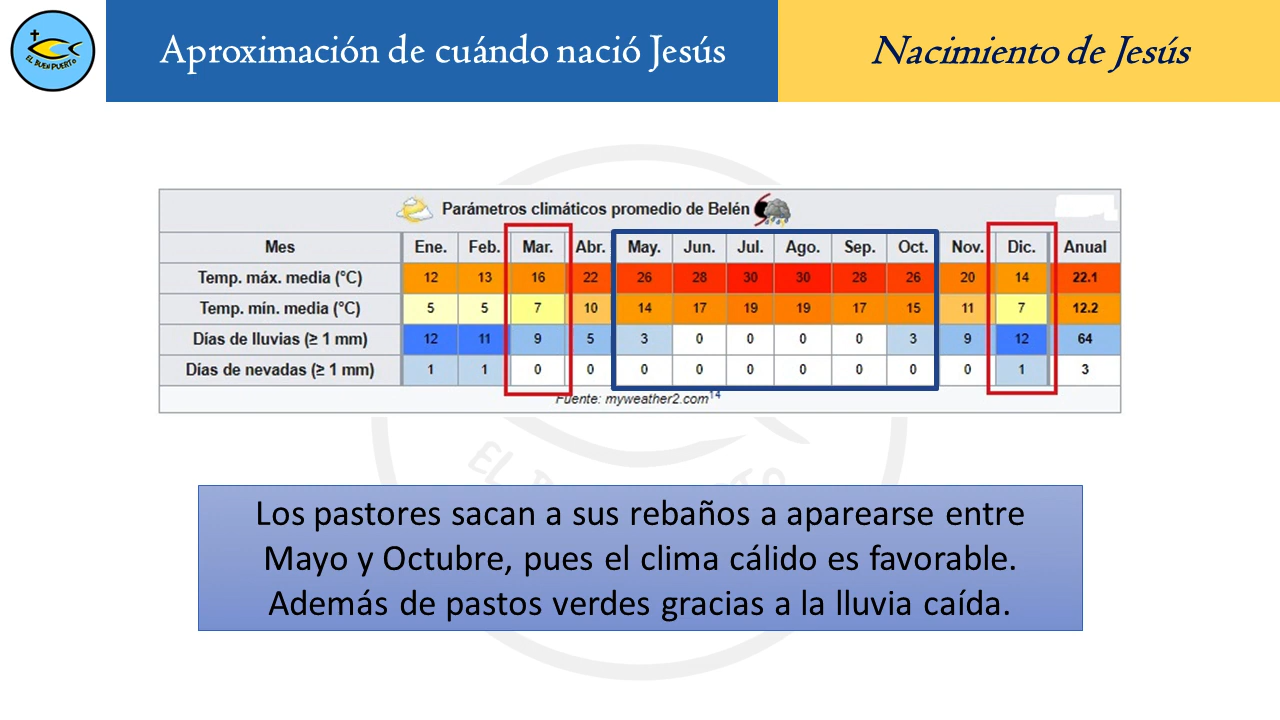 EL BUEN PUERTO
Aproximación de cuándo nació Jesús
Nacimiento de Jesús
Parámetros climáticos promedio de Belén
Mes Ene. Feb. Mar. Abr. May. Jun. Jul. Ago. Sep. Oct. Nov. Dic. Anual
Temp. máx. media (°C) 12 13 16 22 26 28 30 30 28 26 20 14 22.1
Temp. mín. media (°C) 5 5 7 10 14 17 19 19 17 15 11 7 12.2
Días de lluvias (≥ 1 mm) 12 11 9 5 3 0 0 0 0 3 9 12 64
Días de nevadas (≥ 1 mm) 1 1 0 0 0 0 0 0 0 0 0 1 3
Fuente: myweather2.com14
Los pastores sacan a sus rebaños a aparearse entre
Mayo y Octubre, pues el clima cálido es favorable.
Además de pastos verdes gracias a la lluvia caída.